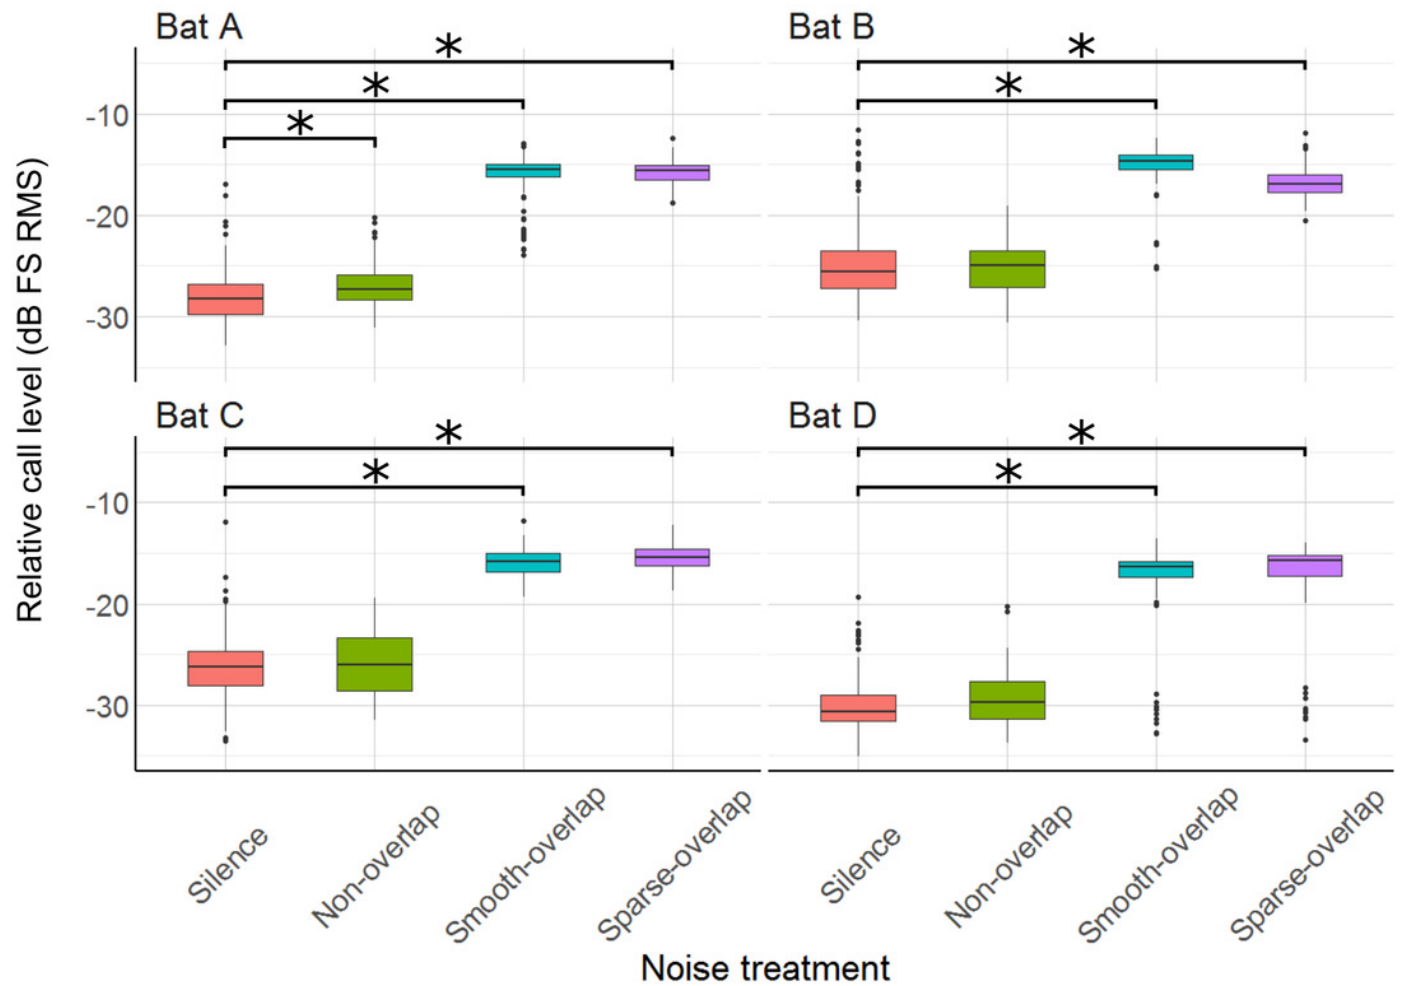 Bat A
Bat B
*
*
*
*
*
-10
-20
-30
Relative call level (dB FS RMS)
Bat C
Bat D
*
*
*
*
-10
-20
-30
Silence
Non-overlap
Smooth-overlap
Sparse-overlap
Silence
Non-overlap
Smooth-overlap
Sparse-overlap
Noise treatment